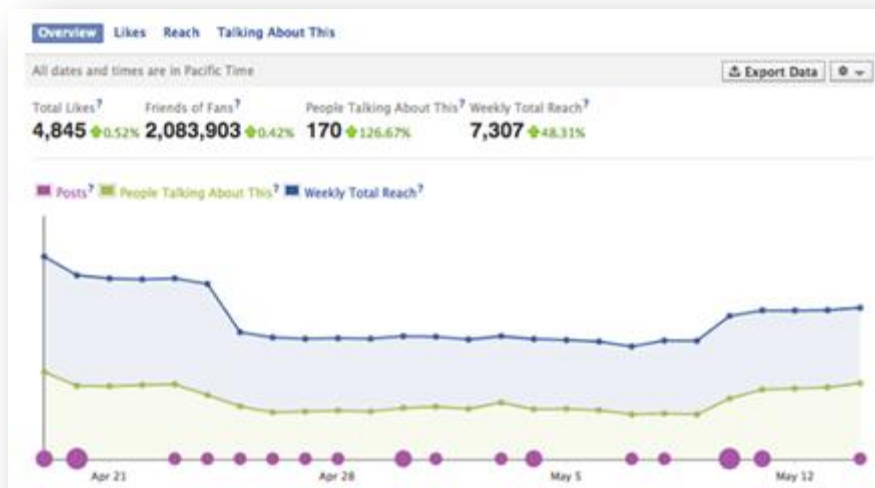 Overview Likes Reach Talking About This
All dates and times are in Pacific Time Export Data
Total Likes? Friends of Fans? People Talking About This? Weekly Total Reach?
4,845 0.52% 2,083,903 0.42% 170 126.67% 7,307 48.31%
Posts? People Talking About This? Weekly Total Reach?
Apr 21 Apr 28 May 5 May 12